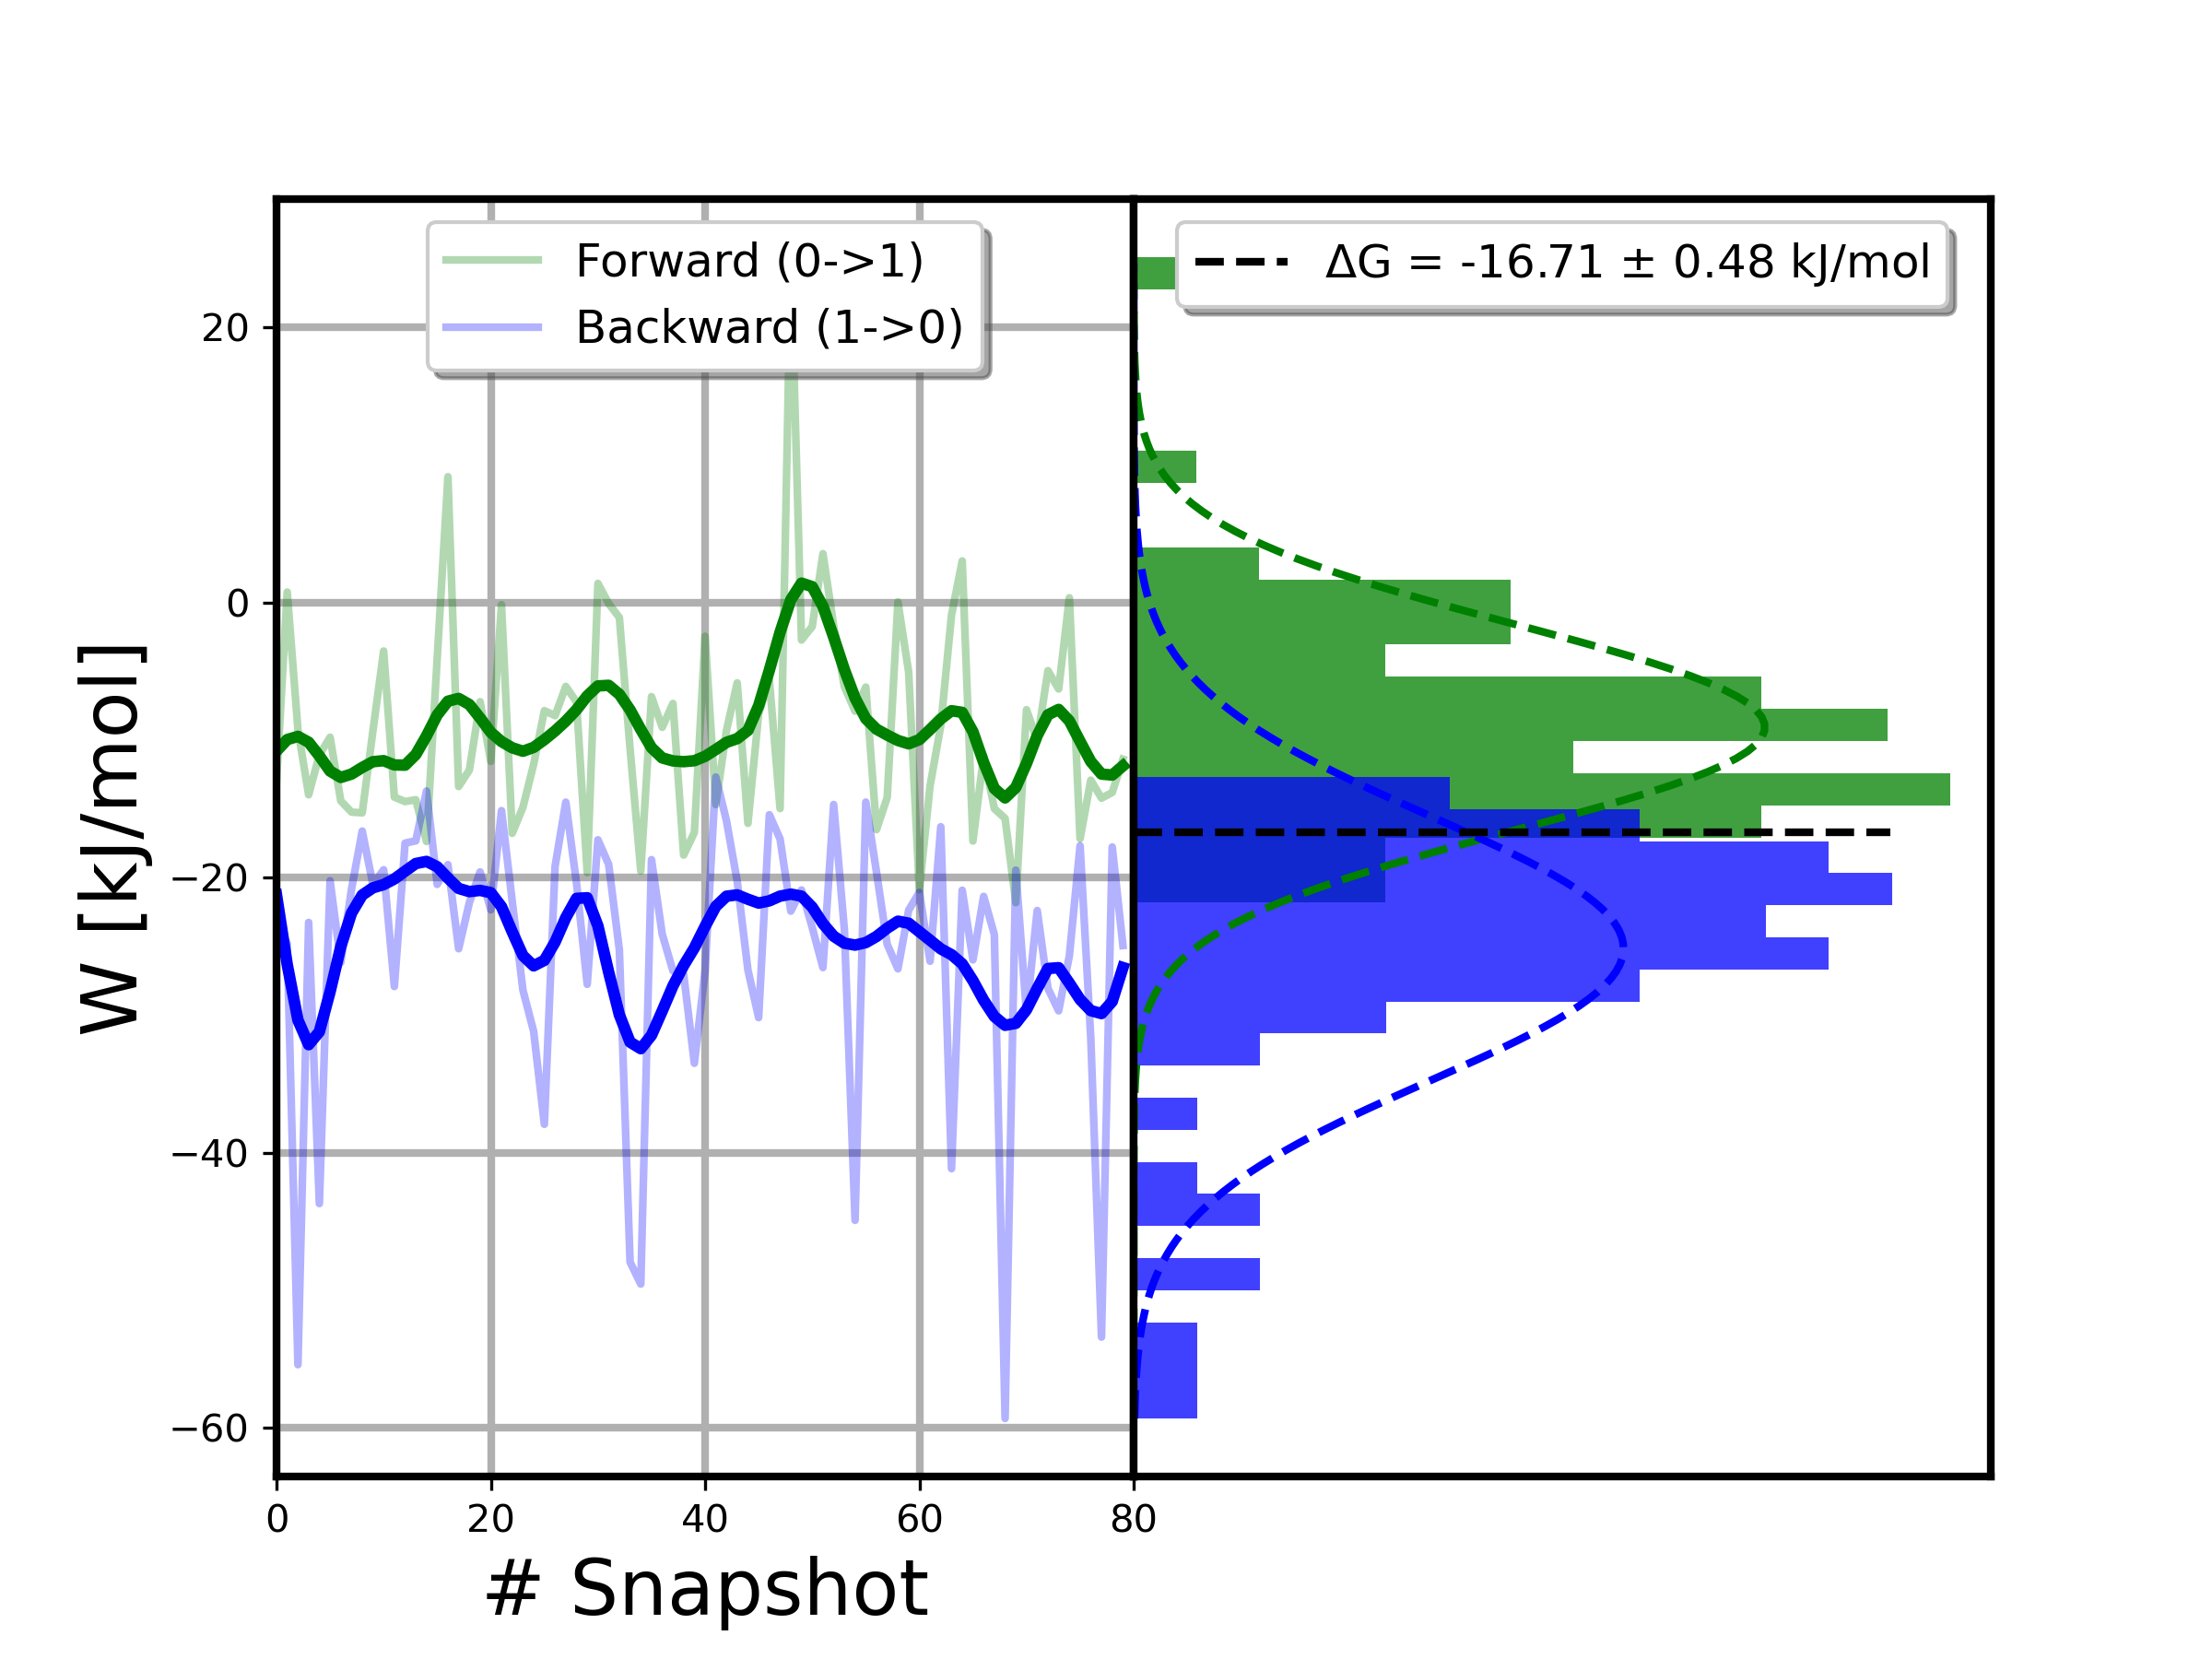 Forward (0->1)
Backward (1->0)
ΔG = -16.71 ± 0.48 kJ/mol
W [kJ/mol]
20
0
−20
−40
−60
0 20 40 60 80
# Snapshot